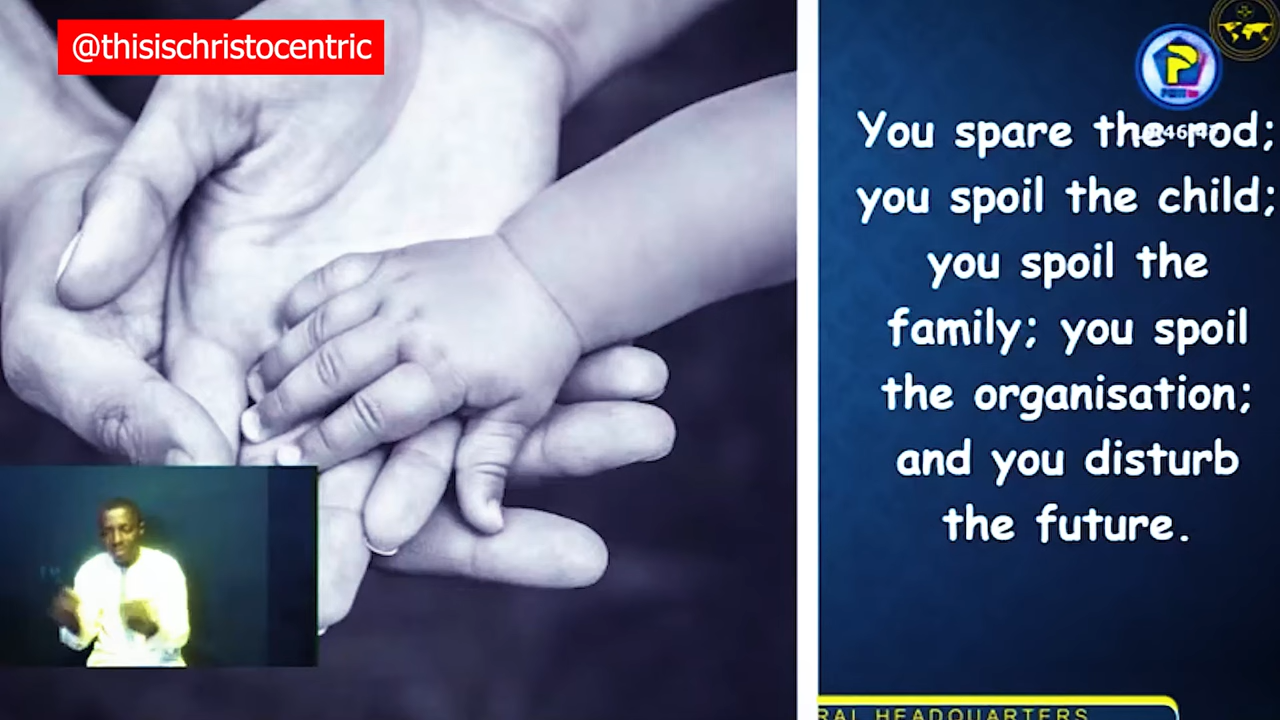 @thisischristocentric
You spare the rod;
you spoil the child;
you spoil the
family; you spoil
the organisation;
and you disturb
the future.
HEADQUARTERS